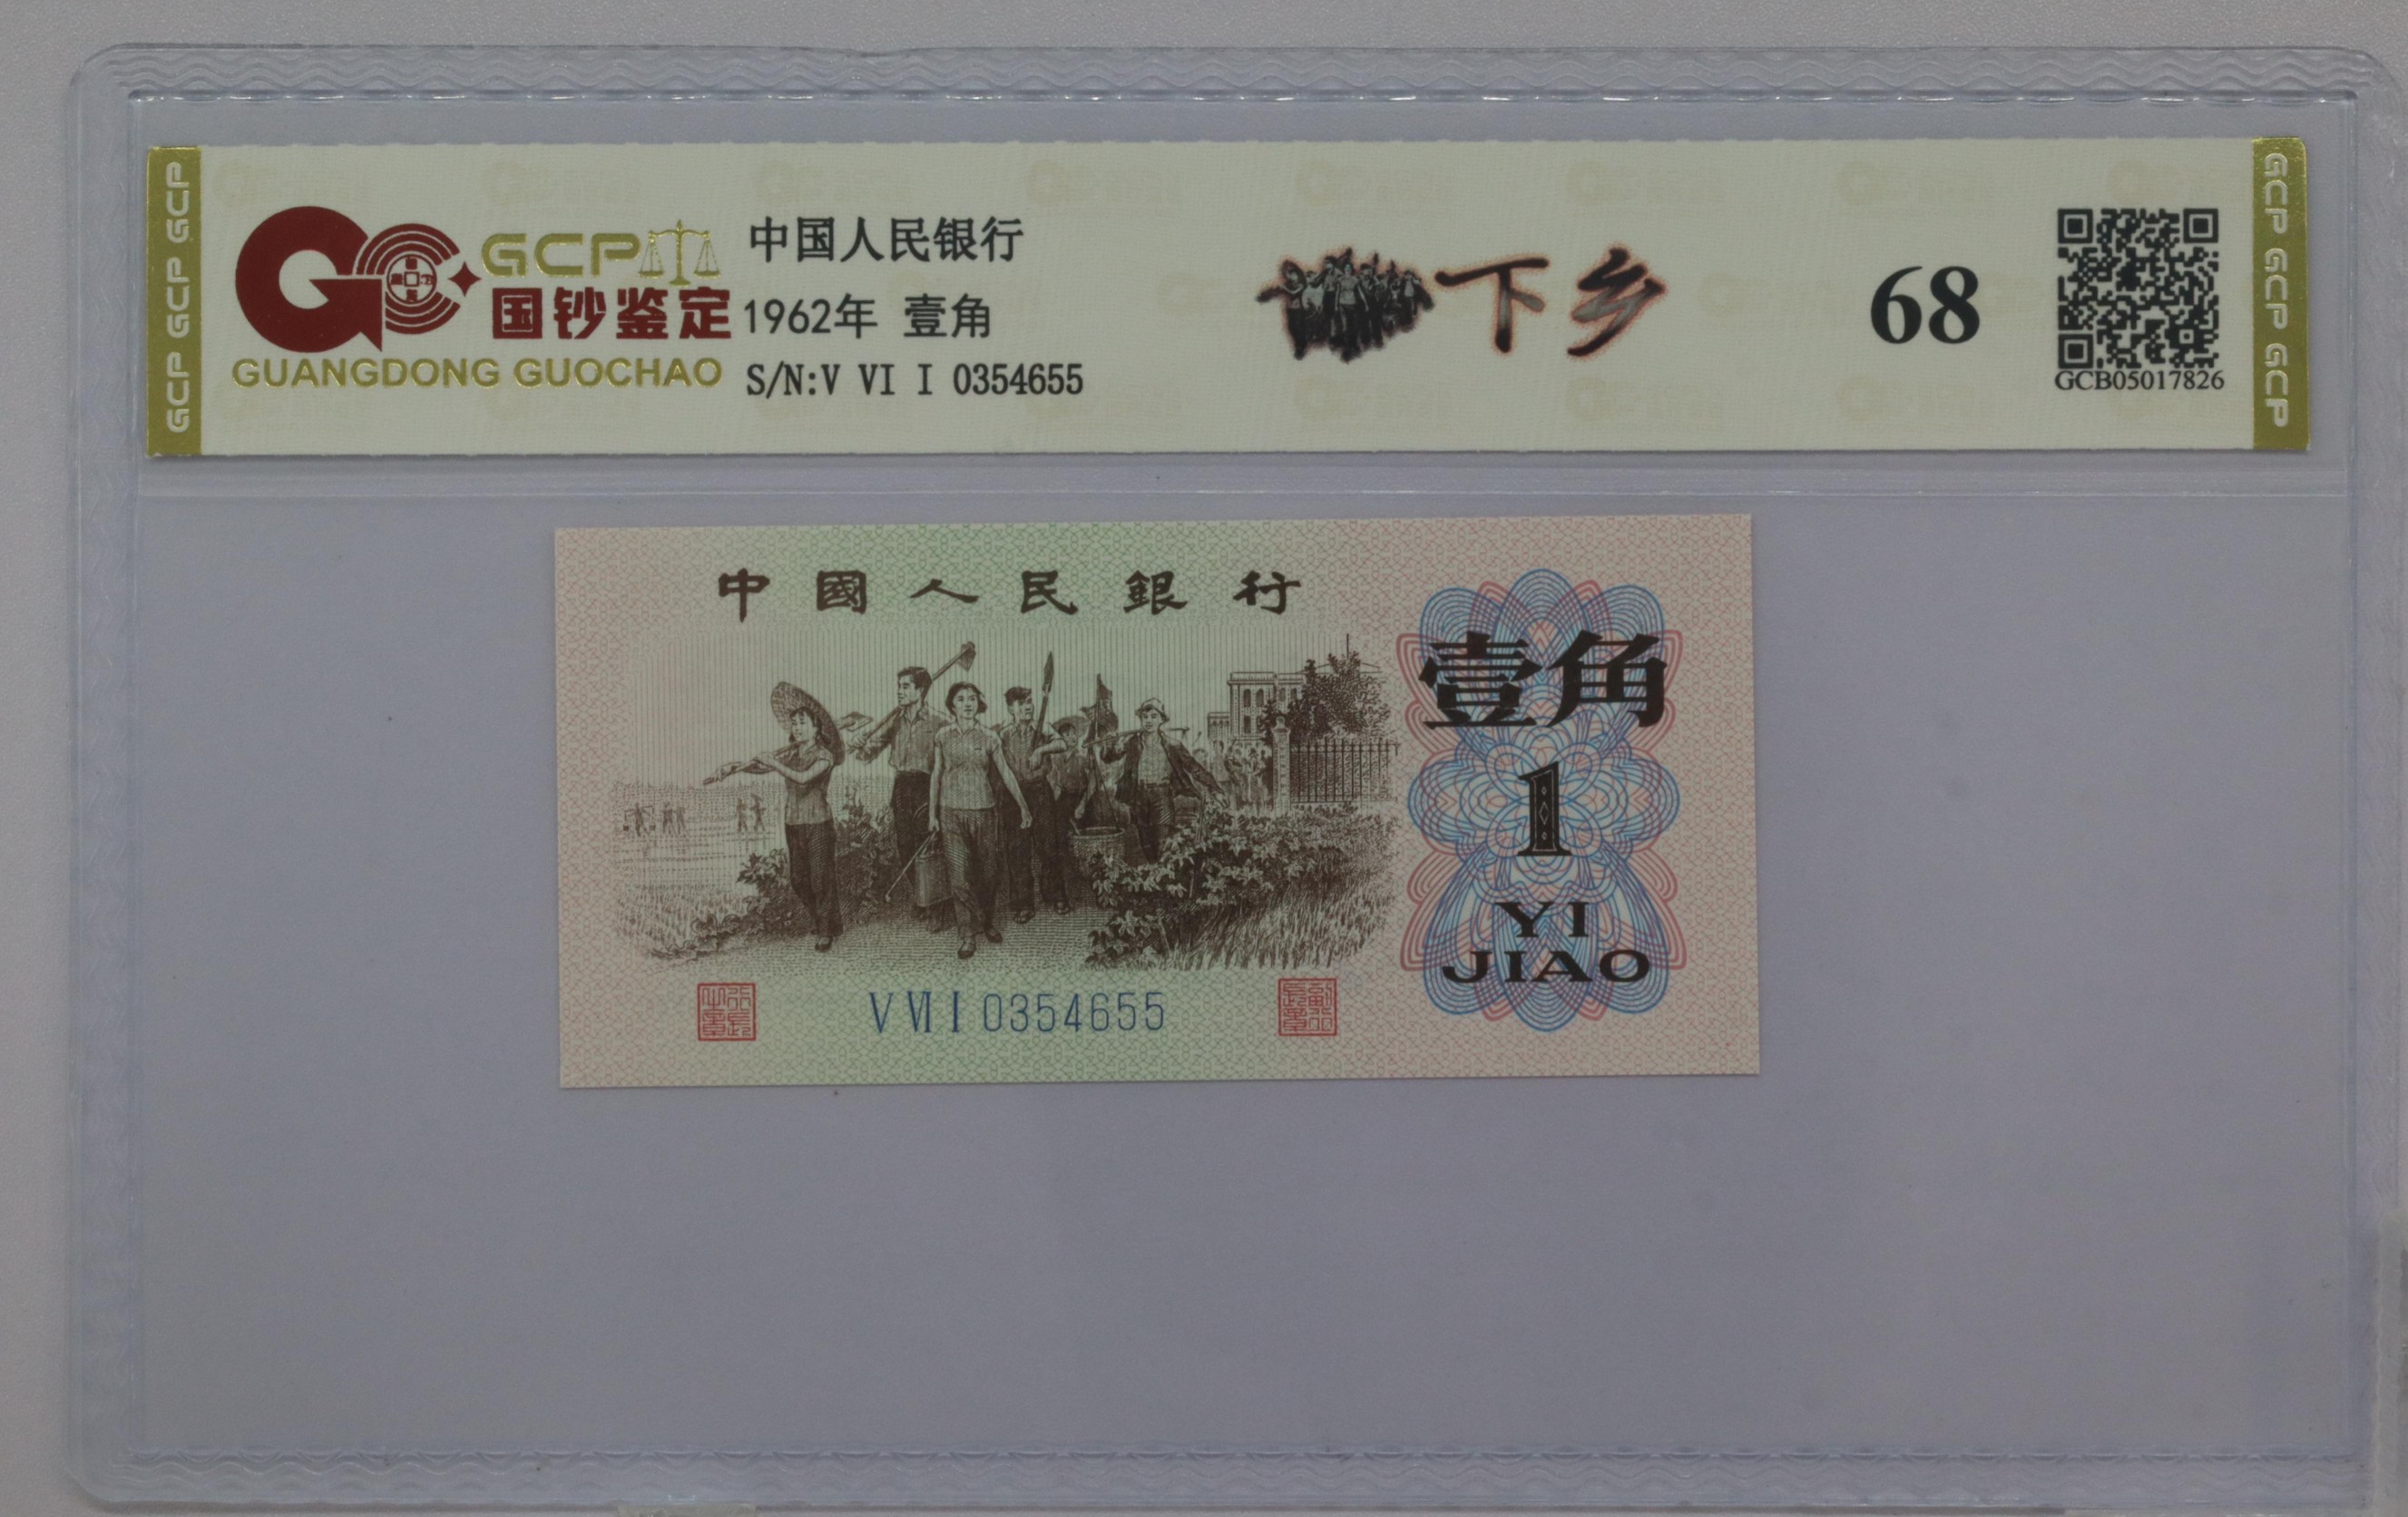 GCP GCP GCP
GCP
国钞鉴定
GUANGDONG GUOCHAO
中国人民银行
1962年 壹角
S/N:V VI I 0354655
下乡
68
GCB05017826
GCP GCP GCP
中國人民銀行
壹角
1
YI
JIAO
V VI I 0354655